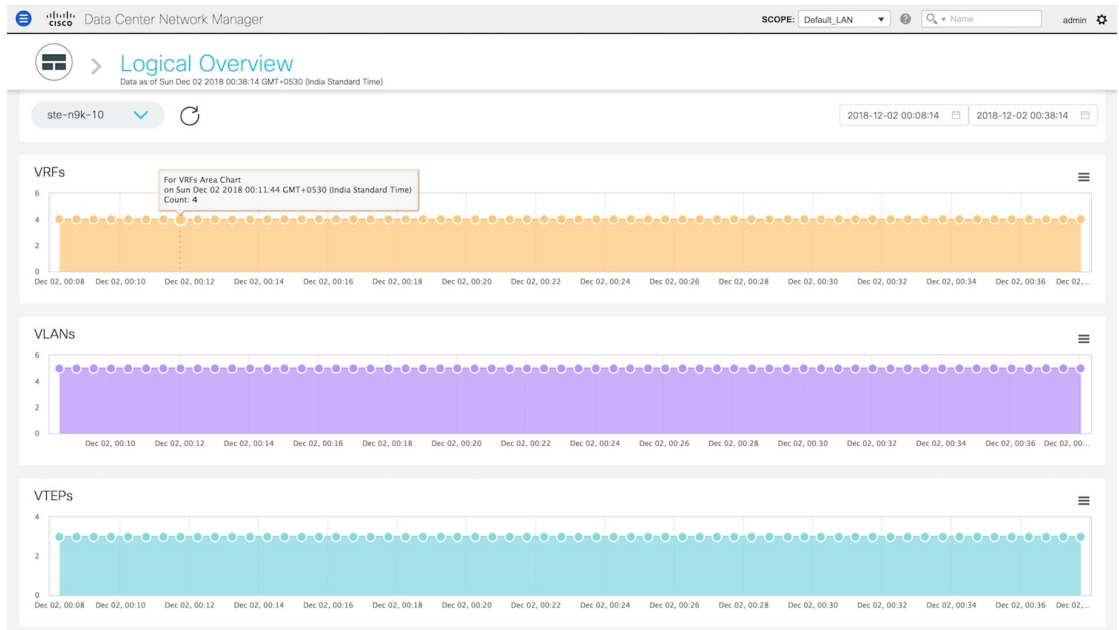 CISCO Data Center Network Manager SCOPE: Default_LAN Name admin
Logical Overview
Data as of Sun Dec 02 2018 00:38:14 GMT+0530 (India Standard Time)
ste-n9k-10 2018-12-02 00:08:14 2018-12-02 00:38:14
VRFs
For VRFs Area Chart
on Sun Dec 02 2018 00:11:44 GMT+0530 (India Standard Time)
Count: 4
6
4
2
0
Dec 02, 00:08 Dec 02, 00:10 Dec 02, 00:12 Dec 02, 00:14 Dec 02, 00:16 Dec 02, 00:18 Dec 02, 00:20 Dec 02, 00:22 Dec 02, 00:24 Dec 02, 00:26 Dec 02, 00:28 Dec 02, 00:30 Dec 02, 00:32 Dec 02, 00:34 Dec 02, 00:36 Dec 02,...
VLANs
6
4
2
0
Dec 02, 00:10 Dec 02, 00:12 Dec 02, 00:14 Dec 02, 00:16 Dec 02, 00:18 Dec 02, 00:20 Dec 02, 00:22 Dec 02, 00:24 Dec 02, 00:26 Dec 02, 00:28 Dec 02, 00:30 Dec 02, 00:32 Dec 02, 00:34 Dec 02, 00:36 Dec 02, 00...
VTEPs
4
2
0
Dec 02, 00:08 Dec 02, 00:10 Dec 02, 00:12 Dec 02, 00:14 Dec 02, 00:16 Dec 02, 00:18 Dec 02, 00:20 Dec 02, 00:22 Dec 02, 00:24 Dec 02, 00:26 Dec 02, 00:28 Dec 02, 00:30 Dec 02, 00:32 Dec 02, 00:34 Dec 02, 00:36 Dec 02,...